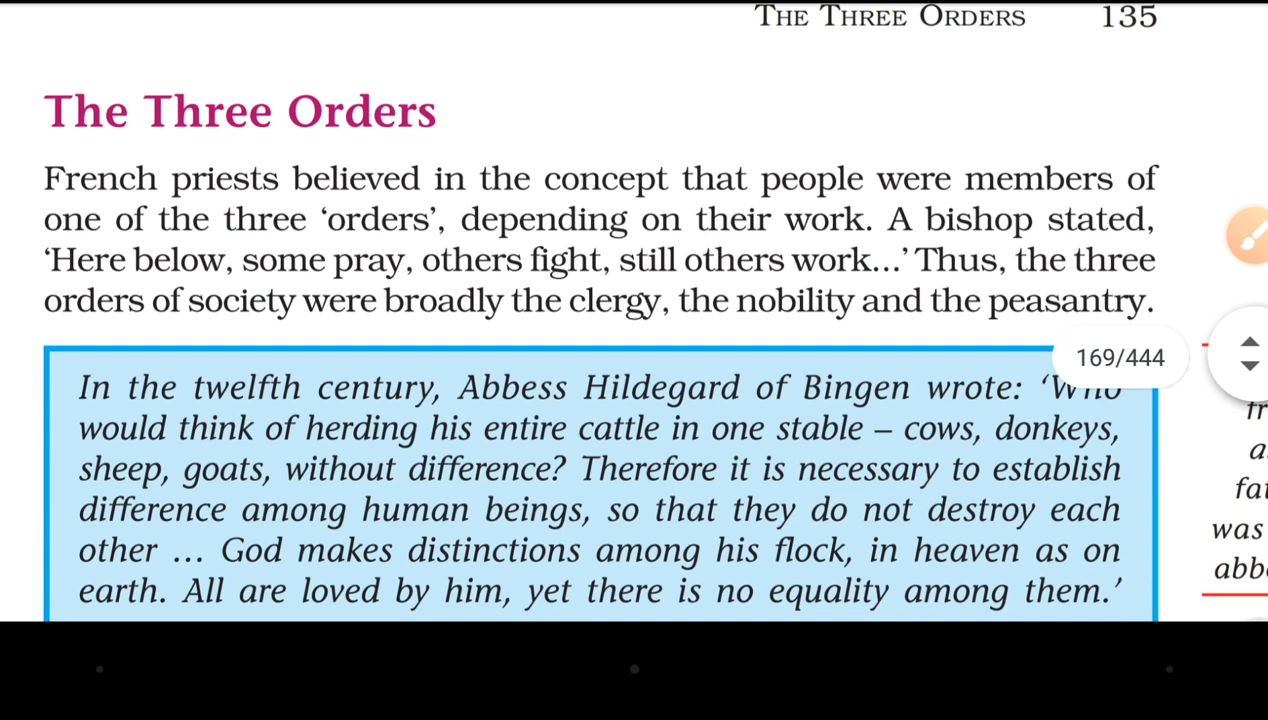 THE THREE ORDERS 135
The Three Orders
French priests believed in the concept that people were members of
one of the three ‘orders’, depending on their work. A bishop stated,
‘Here below, some pray, others fight, still others work...’ Thus, the three
orders of society were broadly the clergy, the nobility and the peasantry.
169/444
In the twelfth century, Abbess Hildegard of Bingen wrote: ‘Who
would think of herding his entire cattle in one stable – cows, donkeys,
sheep, goats, without difference? Therefore it is necessary to establish
difference among human beings, so that they do not destroy each
other ... God makes distinctions among his flock, in heaven as on
earth. All are loved by him, yet there is no equality among them.’
was